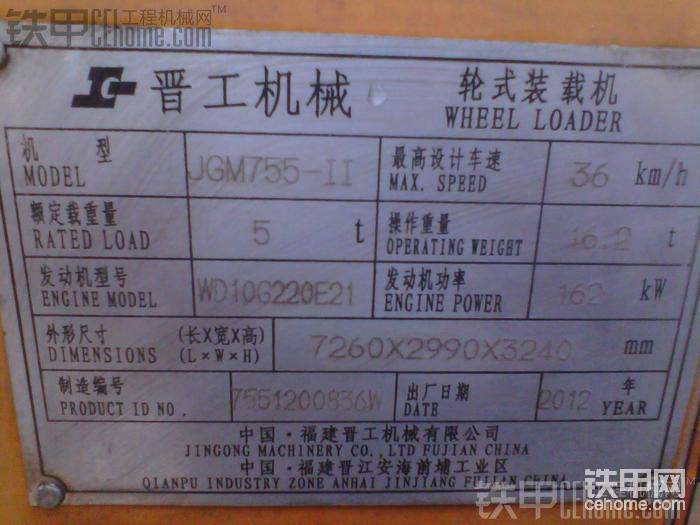 铁甲 工程机械网
CEhome.com
晋工机械
轮式装载机
WHEEL LOADER
机 型
MODEL
JGM755-II
最高设计车速
MAX. SPEED
36 km/h
额定载重量
RATED LOAD
5 t
操作重量
OPERATING WEIGHT
16.2 t
发动机型号
ENGINE MODEL
WD10G220E21
发动机功率
ENGINE POWER
162 kW
外形尺寸 (长X宽X高)
DIMENSIONS (L×W×H)
7260X2990X3240 mm
制造编号
PRODUCT ID NO.
7551200836W
出厂日期
DATE
2012 年
YEAR
中国·福建晋工机械有限公司
JINGONG MACHINERY CO., LTD FUJIAN CHINA
中国·福建晋江安海前埔工业区
QIANPU INDUSTRY ZONE ANHAI JINJIANG FUJIAN CHINA
铁甲网
cehome.com